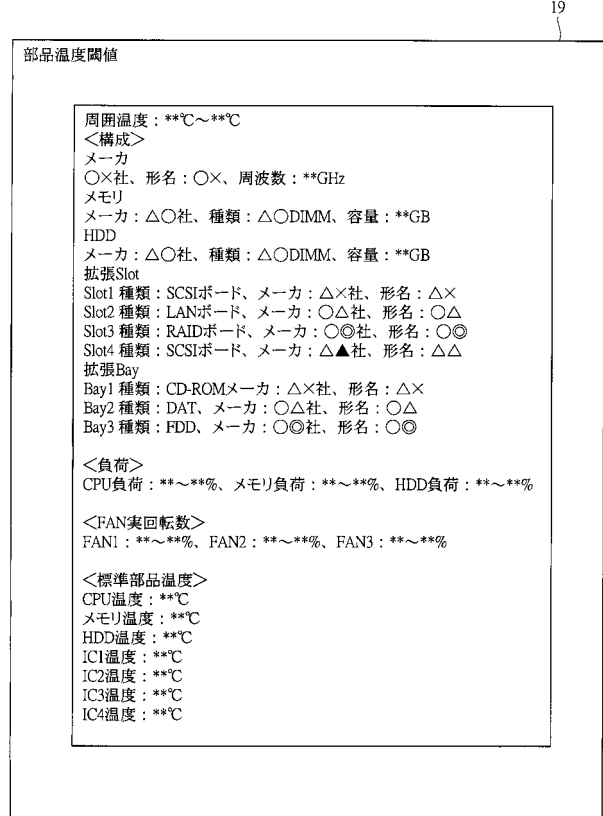 19
部品温度閾値
周囲温度：**℃～**℃
＜構成＞
メーカ
○×社、形名：○×、周波数：**GHz
メモリ
メーカ：△○社、種類：△○DIMM、容量：**GB
HDD
メーカ：△○社、種類：△○DIMM、容量：**GB
拡張Slot
Slot1 種類：SCSIボード、メーカ：△×社、形名：△×
Slot2 種類：LANボード、メーカ：○△社、形名：○△
Slot3 種類：RAIDボード、メーカ：○◎社、形名：○◎
Slot4 種類：SCSIボード、メーカ：△▲社、形名：△△
拡張Bay
Bay1 種類：CD-ROMメーカ：△×社、形名：△×
Bay2 種類：DAT、メーカ：○△社、形名：○△
Bay3 種類：FDD、メーカ：○◎社、形名：○◎
＜負荷＞
CPU負荷：**～**%、メモリ負荷：**～**%、HDD負荷：**～**%
＜FAN実回転数＞
FAN1：**～**%、FAN2：**～**%、FAN3：**～**%
＜標準部品温度＞
CPU温度：**℃
メモリ温度：**℃
HDD温度：**℃
IC1温度：**℃
IC2温度：**℃
IC3温度：**℃
IC4温度：**℃